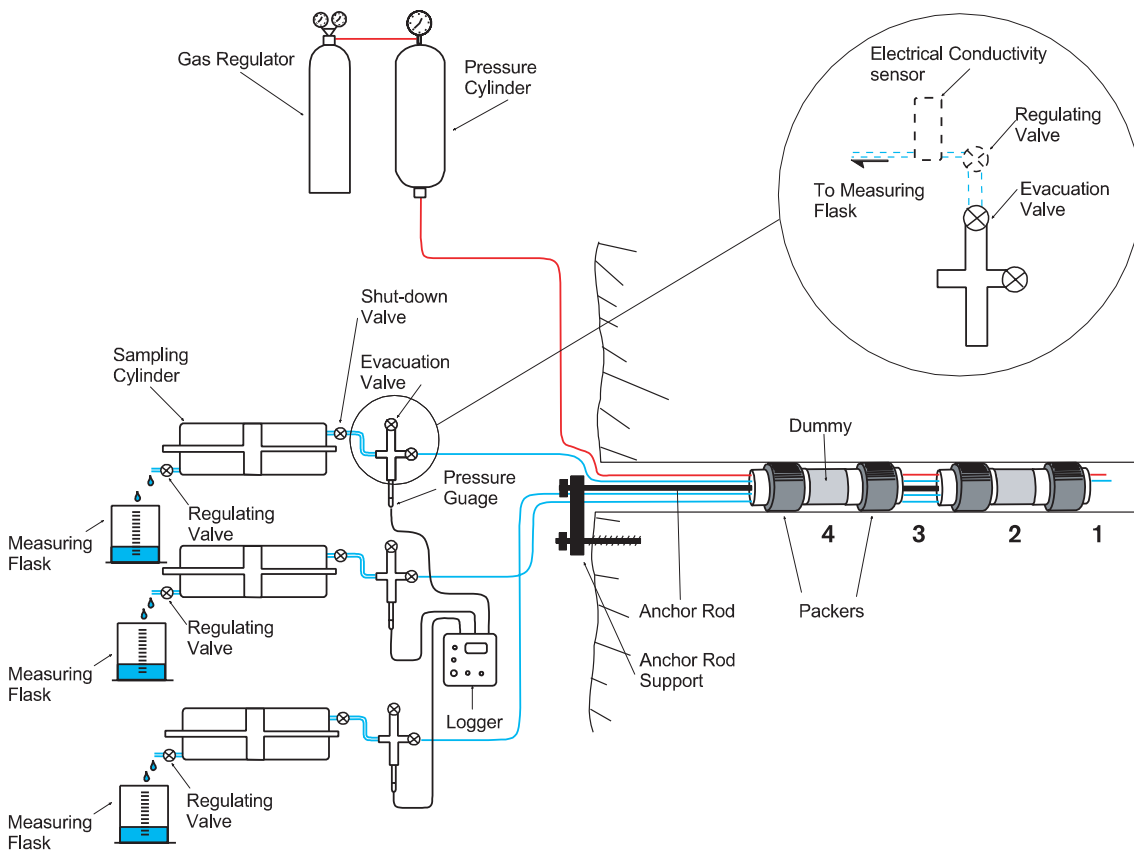 Gas Regulator
Pressure
Cylinder
Electrical Conductivity
sensor
Regulating
Valve
To Measuring
Flask
Evacuation
Valve
Shut-down
Valve
Sampling
Cylinder
Evacuation
Valve
Dummy
Pressure
Guage
Regulating
Valve
Measuring
Flask
4
3
2
1
Anchor Rod
Packers
Regulating
Valve
Measuring
Flask
Anchor Rod
Support
Logger
Regulating
Valve
Measuring
Flask